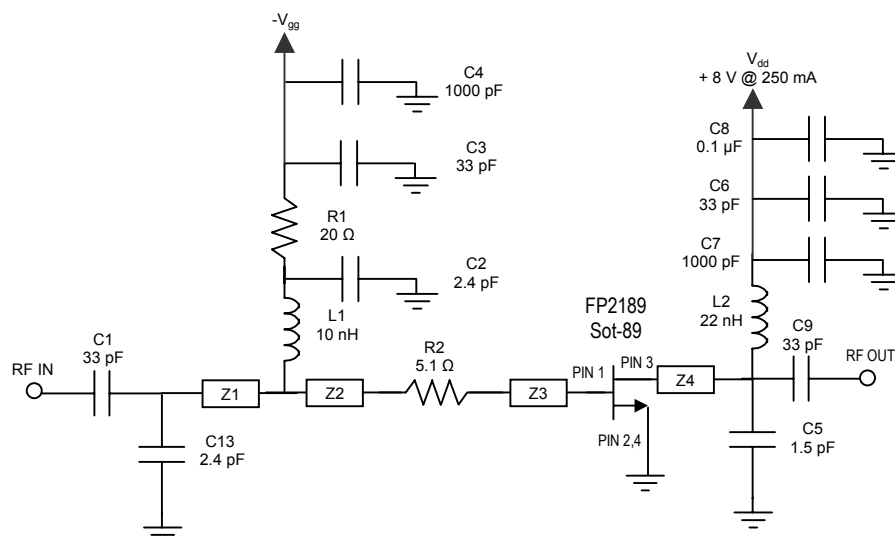 -Vgg
C4
1000 pF
C3
33 pF
R1
20 Ω
C2
2.4 pF
L1
10 nH
C1
33 pF
RF IN
Z1
Z2
R2
5.1 Ω
Z3
C13
2.4 pF
FP2189
Sot-89
PIN 1
PIN 3
PIN 2,4
Z4
Vdd
+ 8 V @ 250 mA
C8
0.1 µF
C6
33 pF
C7
1000 pF
L2
22 nH
C9
33 pF
RF OUT
C5
1.5 pF